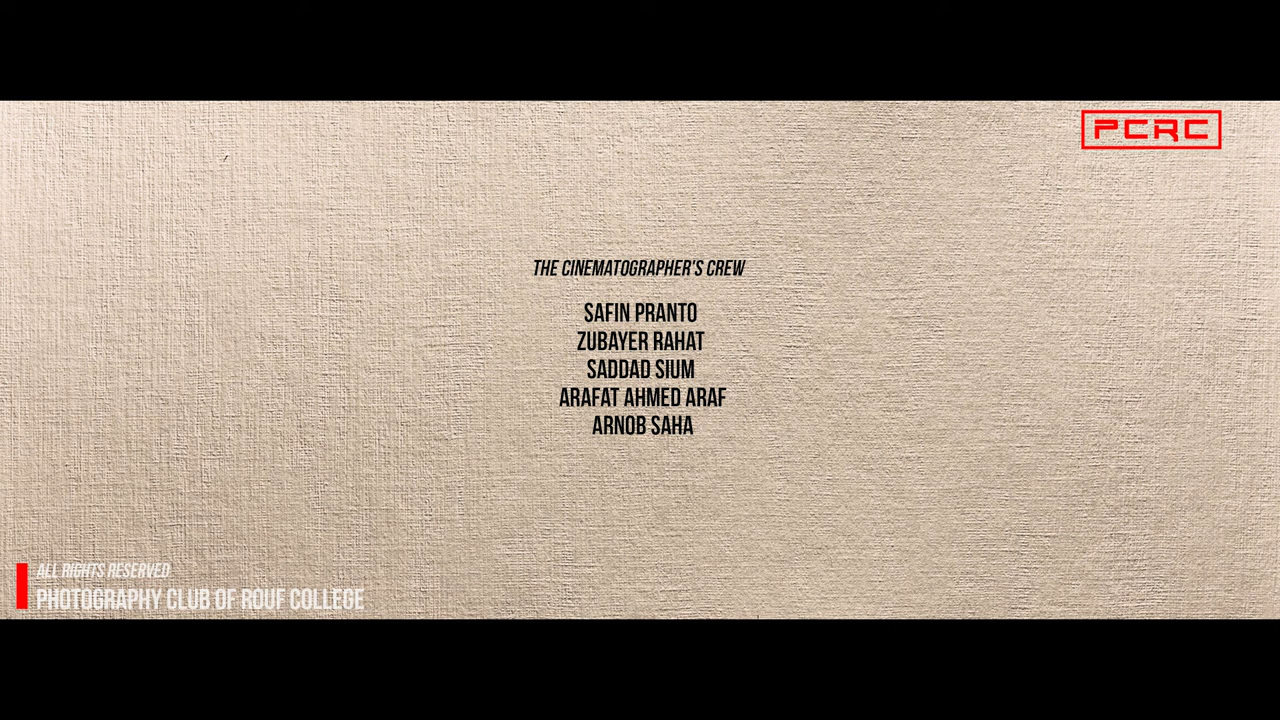 PCRC
THE CINEMATOGRAPHER'S CREW
SAFIN PRANTO
ZUBAYER RAHAT
SADDAD SIUM
ARAFAT AHMED ARAF
ARNOB SAHA
ALL RIGHTS RESERVED
PHOTOGRAPHY CLUB OF ROUF COLLEGE